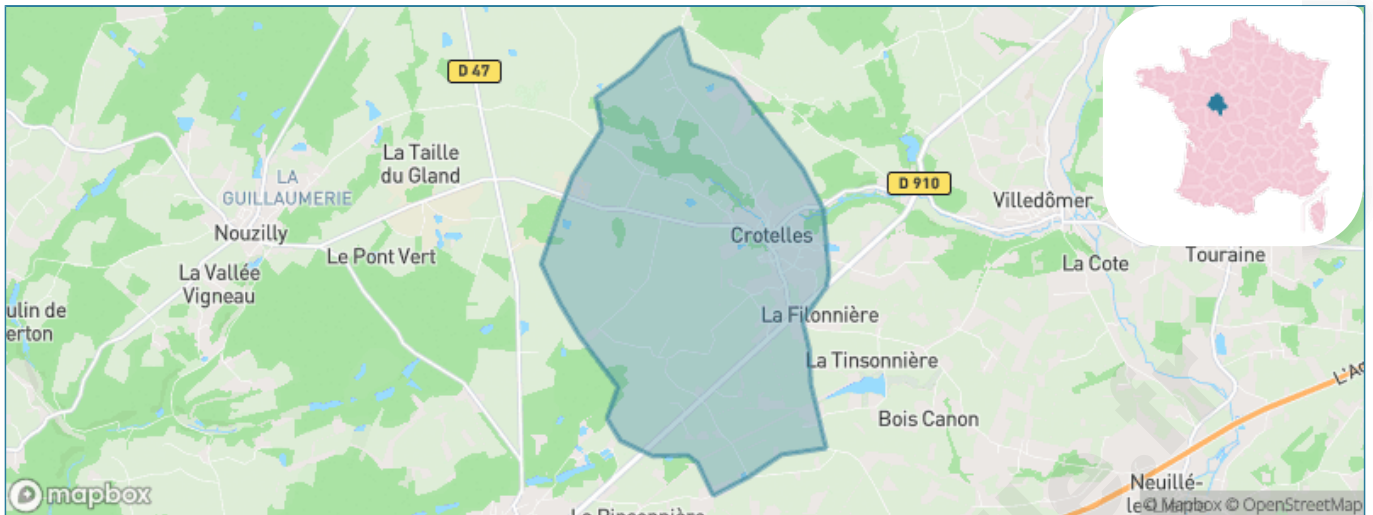 D 47
La Taille
du Gland
LA
GUILLAUMERIE
D 910
Villedômer
Nouzilly
Crotelles
Le Pont Vert
La Cote
Touraine
La Vallée
Vigneau
ulin de
erton
La Filonnière
La Tinsonnière
Bois Canon
Neuillé-
mapbox
© Mapbox © OpenStreetMap